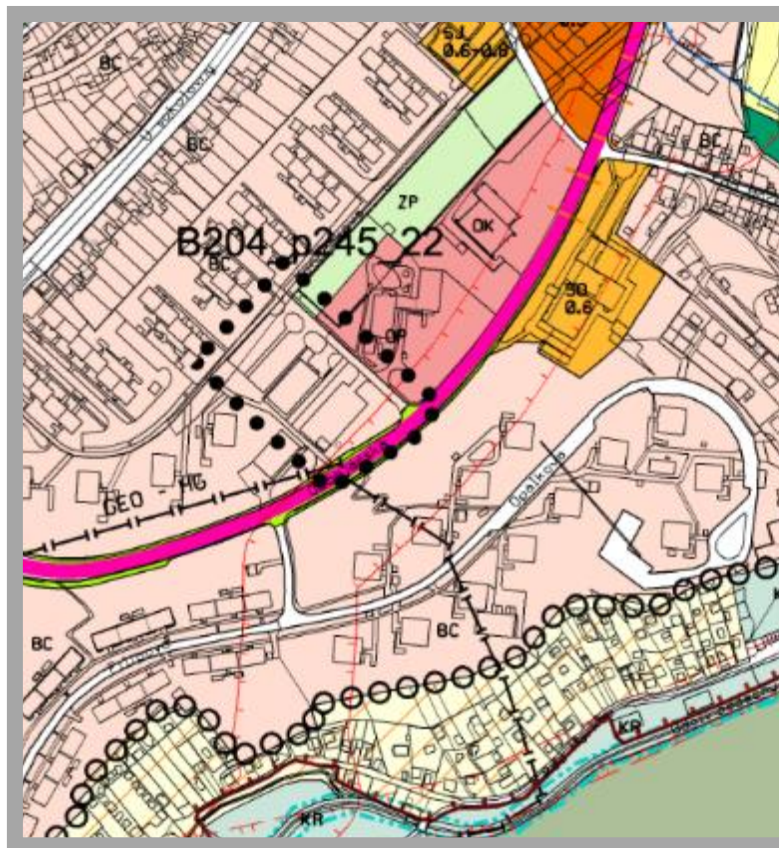 SJ
0.6-0.8
BC
BC
BC
ZP
OK
B204_p245_22
BC
SO
0.6
OP
GEO - HG
Opálkova
BC
BC
KR
KR